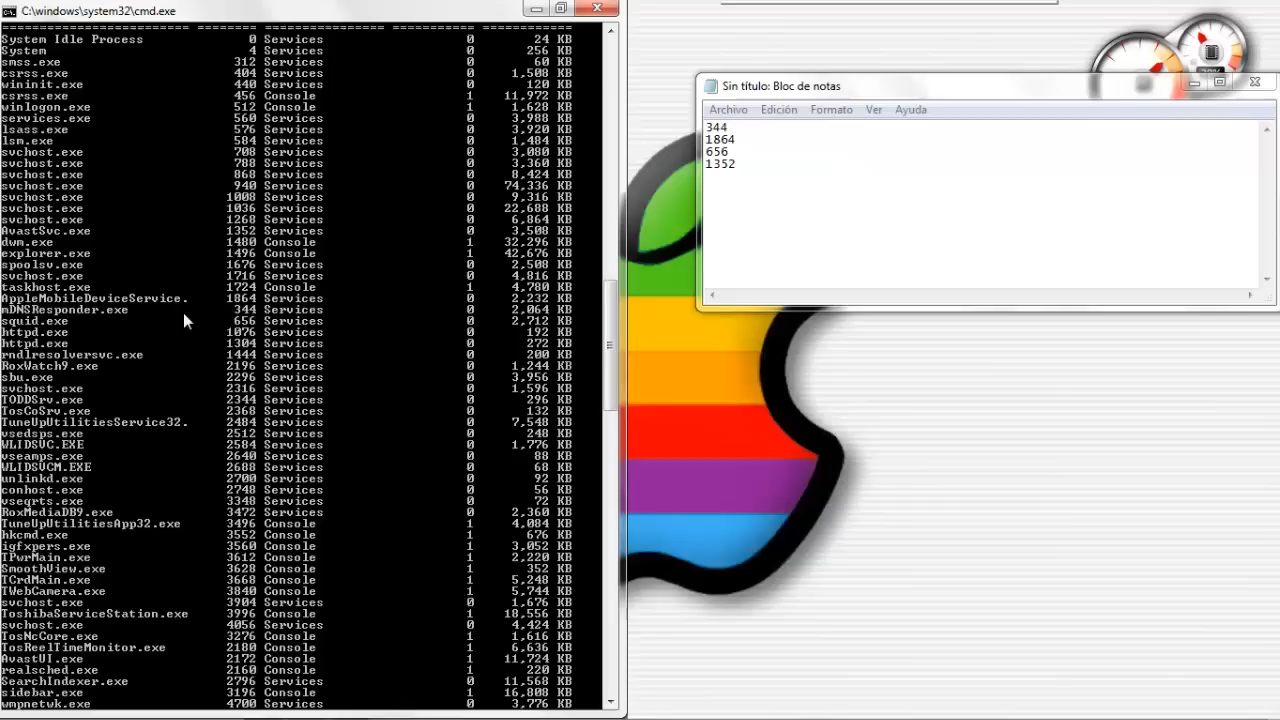 C:\windows\system32\cmd.exe
========================= ======== ================ =========== ============
System Idle Process 0 Services 0 24 KB
System 4 Services 0 256 KB
smss.exe 312 Services 0 60 KB
csrss.exe 404 Services 0 1,508 KB
wininit.exe 440 Services 0 120 KB
csrss.exe 456 Console 1 11,972 KB
winlogon.exe 512 Console 1 1,628 KB
services.exe 560 Services 0 3,988 KB
lsass.exe 576 Services 0 3,920 KB
lsm.exe 584 Services 0 1,484 KB
svchost.exe 708 Services 0 3,080 KB
svchost.exe 788 Services 0 3,360 KB
svchost.exe 868 Services 0 8,424 KB
svchost.exe 940 Services 0 74,336 KB
svchost.exe 1008 Services 0 9,316 KB
svchost.exe 1036 Services 0 22,688 KB
svchost.exe 1268 Services 0 6,864 KB
AvastSvc.exe 1352 Services 0 3,508 KB
dwm.exe 1480 Console 1 32,296 KB
explorer.exe 1496 Console 1 42,676 KB
spoolsv.exe 1676 Services 0 2,508 KB
svchost.exe 1716 Services 0 4,816 KB
taskhost.exe 1724 Console 1 4,780 KB
AppleMobileDeviceService. 1864 Services 0 2,232 KB
mDNSResponder.exe 344 Services 0 2,064 KB
squid.exe 656 Services 0 2,712 KB
httpd.exe 1076 Services 0 192 KB
httpd.exe 1304 Services 0 272 KB
rndlresolversvc.exe 1444 Services 0 200 KB
RoxWatch9.exe 2196 Services 0 1,244 KB
sbu.exe 2296 Services 0 3,956 KB
svchost.exe 2316 Services 0 1,596 KB
TODDSrv.exe 2344 Services 0 296 KB
TosCoSrv.exe 2368 Services 0 132 KB
TuneUpUtilitiesService32. 2484 Services 0 7,548 KB
vsedsps.exe 2512 Services 0 248 KB
WLIDSVC.EXE 2584 Services 0 1,776 KB
vseamps.exe 2640 Services 0 88 KB
WLIDSVCM.EXE 2688 Services 0 68 KB
unlinkd.exe 2700 Services 0 92 KB
conhost.exe 2748 Services 0 56 KB
vseqrts.exe 3348 Services 0 72 KB
RoxMediaDB9.exe 3472 Services 0 2,360 KB
TuneUpUtilitiesApp32.exe 3496 Console 1 4,084 KB
hkcmd.exe 3552 Console 1 676 KB
igfxpers.exe 3560 Console 1 3,052 KB
TPwrMain.exe 3612 Console 1 2,220 KB
SmoothView.exe 3628 Console 1 352 KB
TCrdMain.exe 3668 Console 1 5,248 KB
TWebCamera.exe 3840 Console 1 5,744 KB
svchost.exe 3904 Services 0 1,676 KB
ToshibaServiceStation.exe 3996 Console 1 18,556 KB
svchost.exe 4056 Services 0 4,424 KB
TosNcCore.exe 3276 Console 1 1,616 KB
TosReelTimeMonitor.exe 2180 Console 1 6,636 KB
AvastUI.exe 2172 Console 1 11,724 KB
realsched.exe 2160 Console 1 220 KB
SearchIndexer.exe 2796 Services 0 11,568 KB
sidebar.exe 3196 Console 1 16,808 KB
wmpnetwk.exe 4700 Services 0 3,776 KB
Sin título: Bloc de notas
Archivo Edición Formato Ver Ayuda
344
1864
656
1352